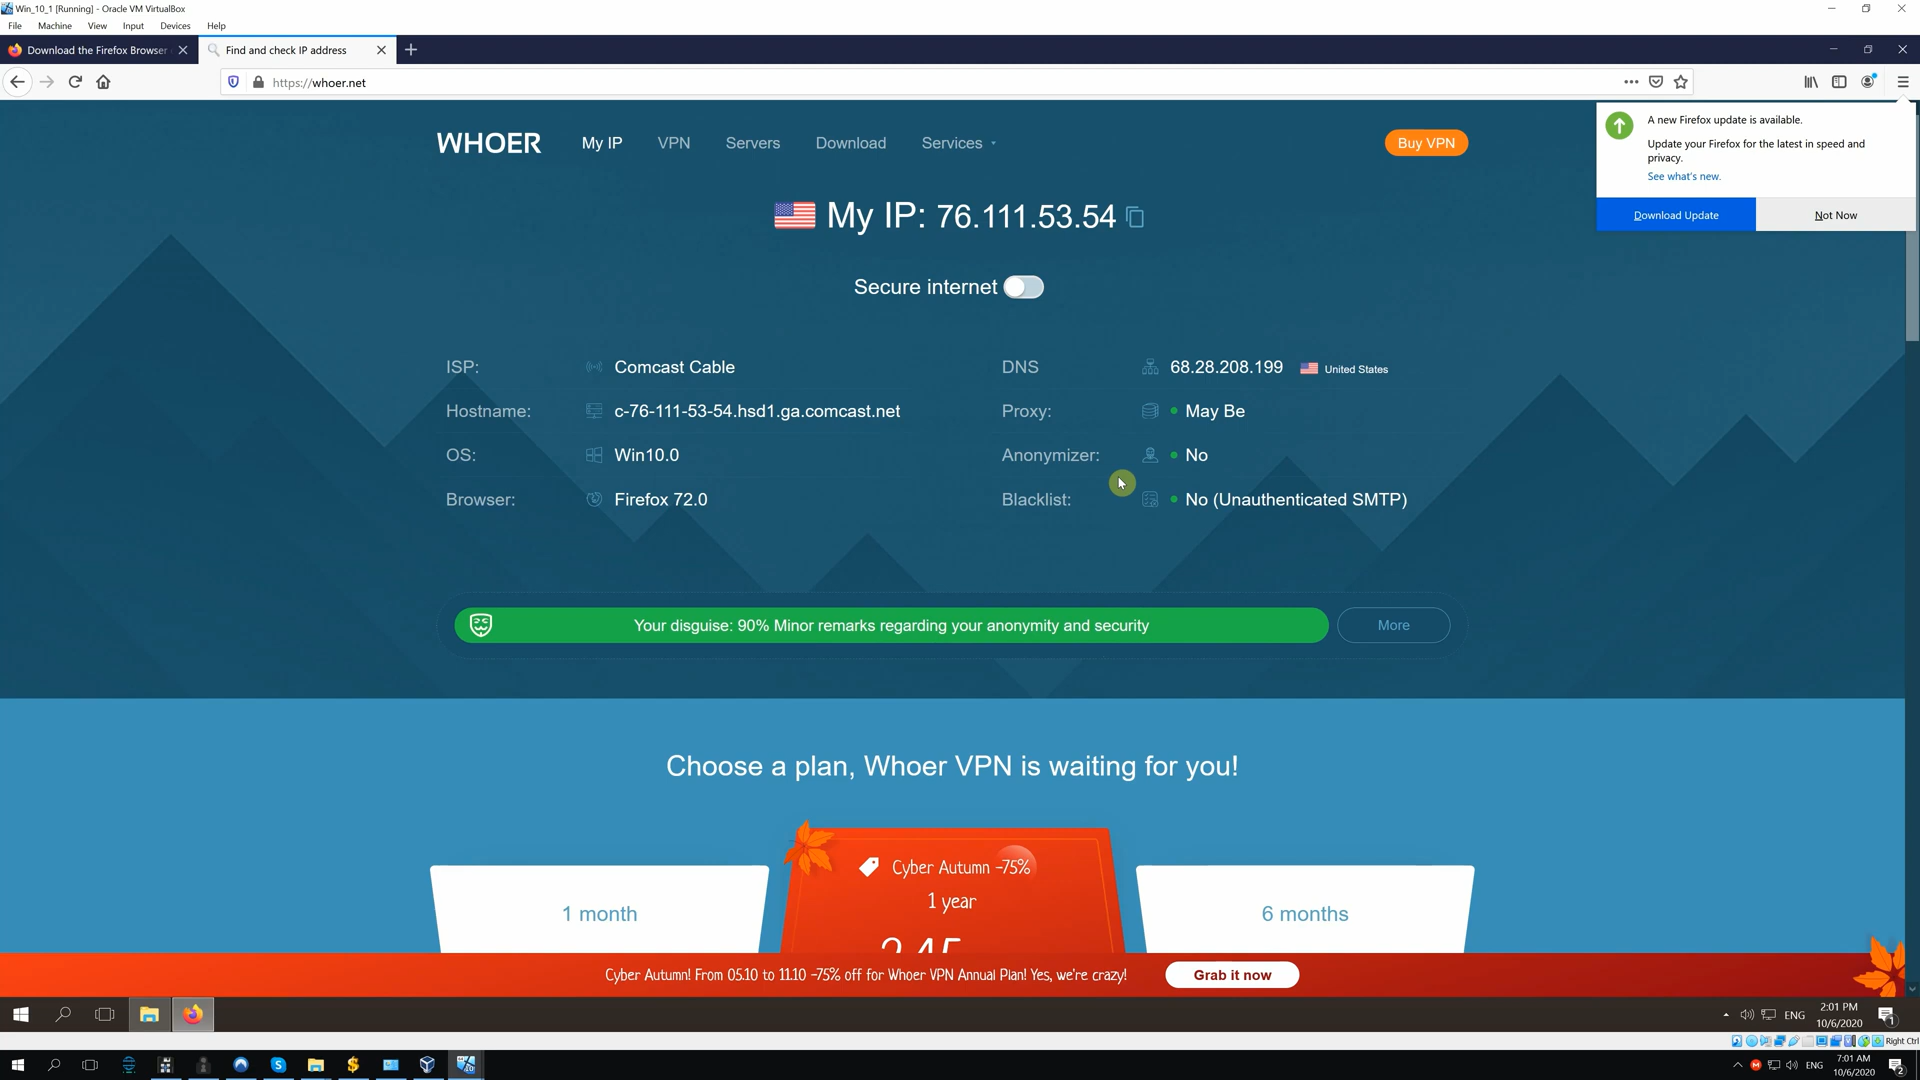 Win_10_1 [Running] - Oracle VM VirtualBox
File Machine View Input Devices Help
Download the Firefox Browser
Find and check IP address
https://whoer.net
WHOER My IP VPN Servers Download Services Buy VPN
A new Firefox update is available.
Update your Firefox for the latest in speed and
privacy.
See what's new.
Download Update Not Now
My IP: 76.111.53.54
Secure internet
ISP: Comcast Cable
Hostname: c-76-111-53-54.hsd1.ga.comcast.net
OS: Win10.0
Browser: Firefox 72.0
DNS 68.28.208.199 United States
Proxy: May Be
Anonymizer: No
Blacklist: No (Unauthenticated SMTP)
Your disguise: 90% Minor remarks regarding your anonymity and security
More
Choose a plan, Whoer VPN is waiting for you!
1 month
Cyber Autumn -75%
1 year
6 months
Cyber Autumn! From 05.10 to 11.10 -75% off for Whoer VPN Annual Plan! Yes, we're crazy!
Grab it now
ENG
2:01 PM
10/6/2020
1
Right Ctrl
ENG
7:01 AM
10/6/2020
2